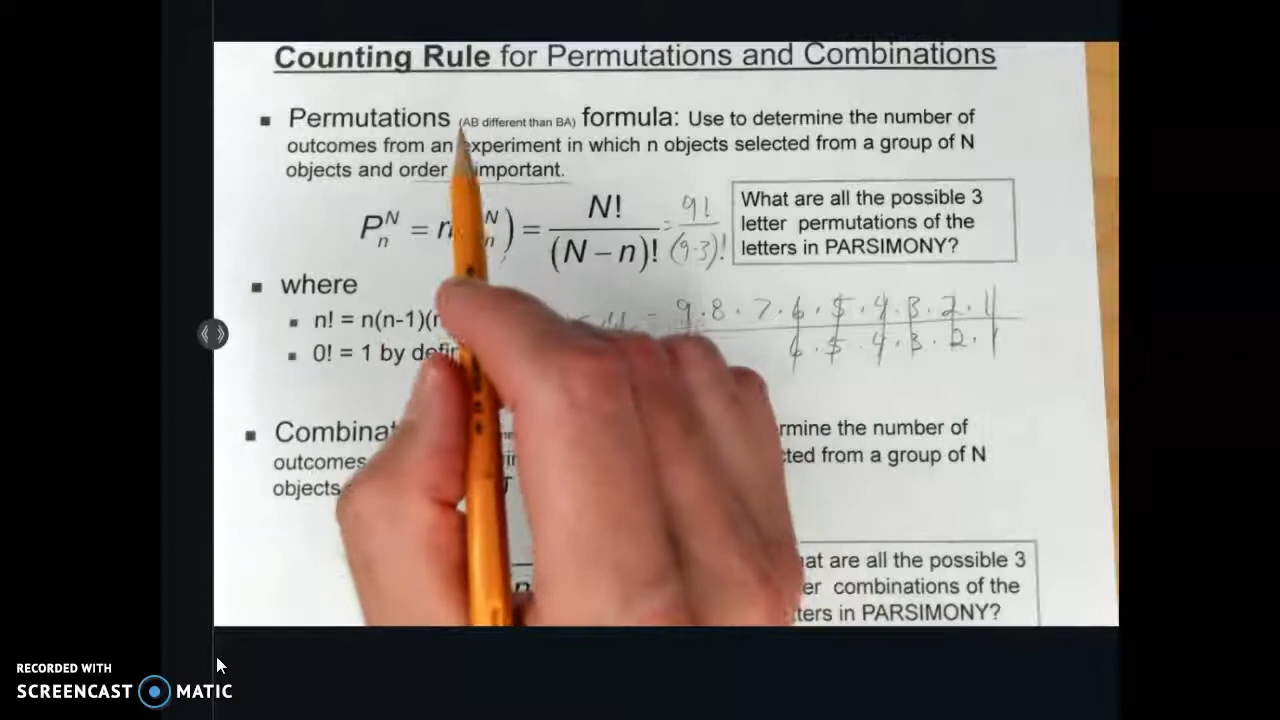 Counting Rule for Permutations and Combinations
▪ Permutations (AB different than BA) formula: Use to determine the number of
outcomes from an experiment in which n objects selected from a group of N
objects and order important.
P^N_n = N n ) = N! / (N − n)! = 9! / (9-3)!
What are all the possible 3
letter permutations of the
letters in PARSIMONY?
▪ where
▪ n! = n(n-1)(
▪ 0! = 1 by defi
= 9 · 8 · 7 · 6 · 5 · 4 · 3 · 2 · 1
6 · 5 · 4 · 3 · 2 · 1
▪ Combina rmine the number of
outcomes cted from a group of N
objects
at are all the possible 3
er combinations of the
ters in PARSIMONY?
RECORDED WITH
SCREENCAST MATIC